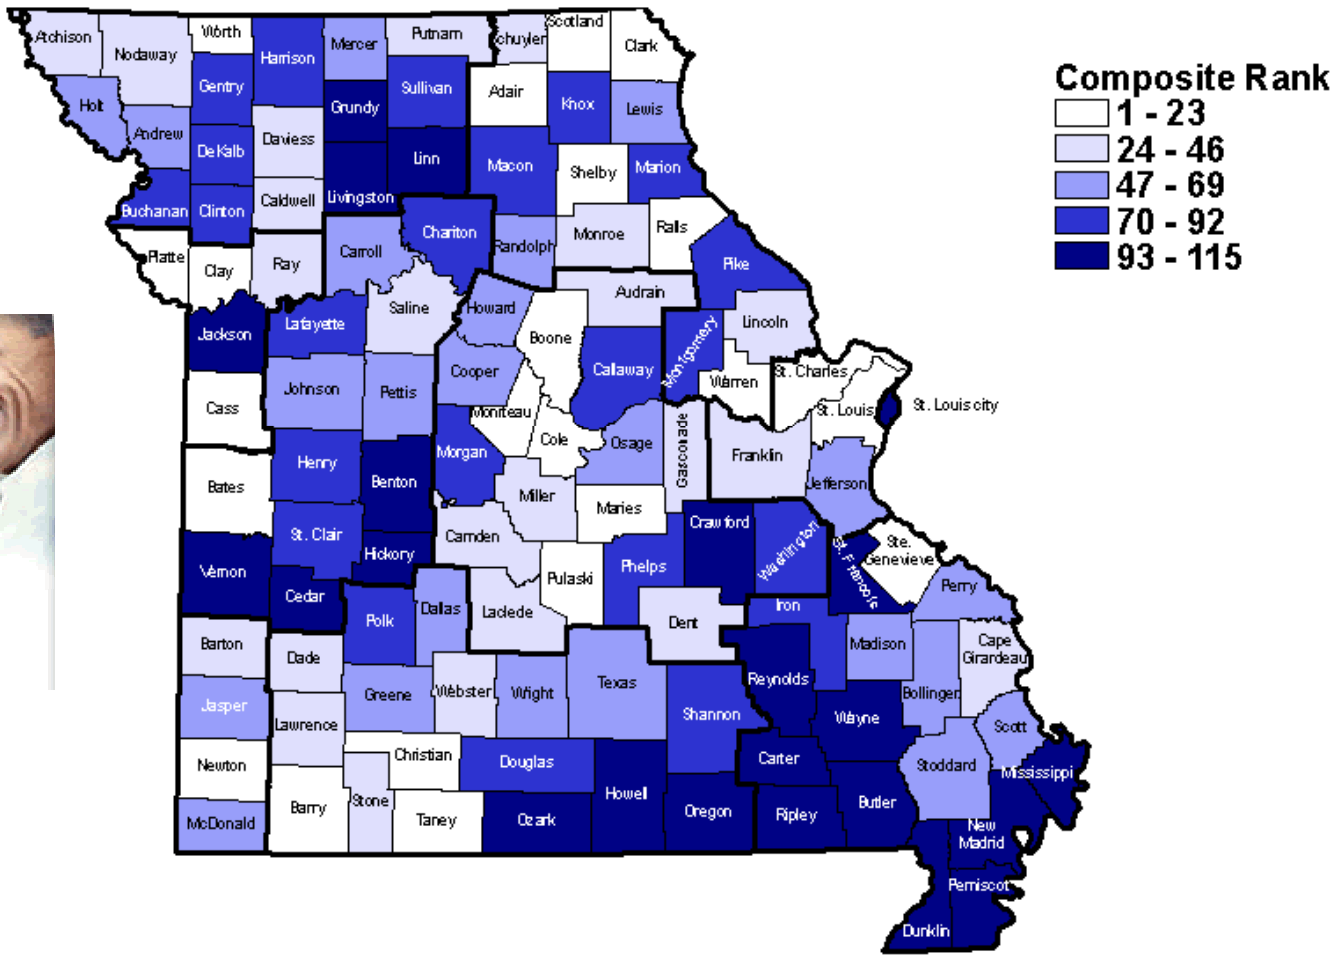 Composite Rank
1 - 23
24 - 46
47 - 69
70 - 92
93 - 115
Atchison
Nodaway
Worth
Harrison
Mercer
Putnam
chuyler
Scotland
Clark
Gentry
Sullivan
Adair
Knox
Lewis
Holt
Andrew
DeKalb
Daviess
Grundy
Linn
Macon
Shelby
Marion
Buchanan
Clinton
Caldwell
Livingston
Chariton
Randolph
Monroe
Ralls
Pike
Platte
Clay
Ray
Carroll
Saline
Howard
Audrain
Lincoln
Jackson
Lafayette
Boone
Callaway
Montgomery
Warren
St. Charles
St. Louis
St. Louis city
Cass
Johnson
Pettis
Cooper
Moniteau
Cole
Osage
Gasconade
Franklin
Jefferson
Bates
Henry
Benton
Morgan
Miller
Maries
Crawford
Washington
St. Francois
Ste.
Genevieve
Vernon
St. Clair
Hickory
Camden
Pulaski
Phelps
Dent
Iron
Perry
Cedar
Polk
Dallas
Laclede
Reynolds
Madison
Cape
Girardeau
Barton
Dade
Greene
Webster
Wright
Texas
Shannon
Wayne
Bollinger
Scott
Jasper
Lawrence
Christian
Douglas
Howell
Carter
Stoddard
Mississippi
Newton
Barry
Stone
Taney
Ozark
Oregon
Ripley
Butler
New
Madrid
McDonald
Pemiscot
Dunklin